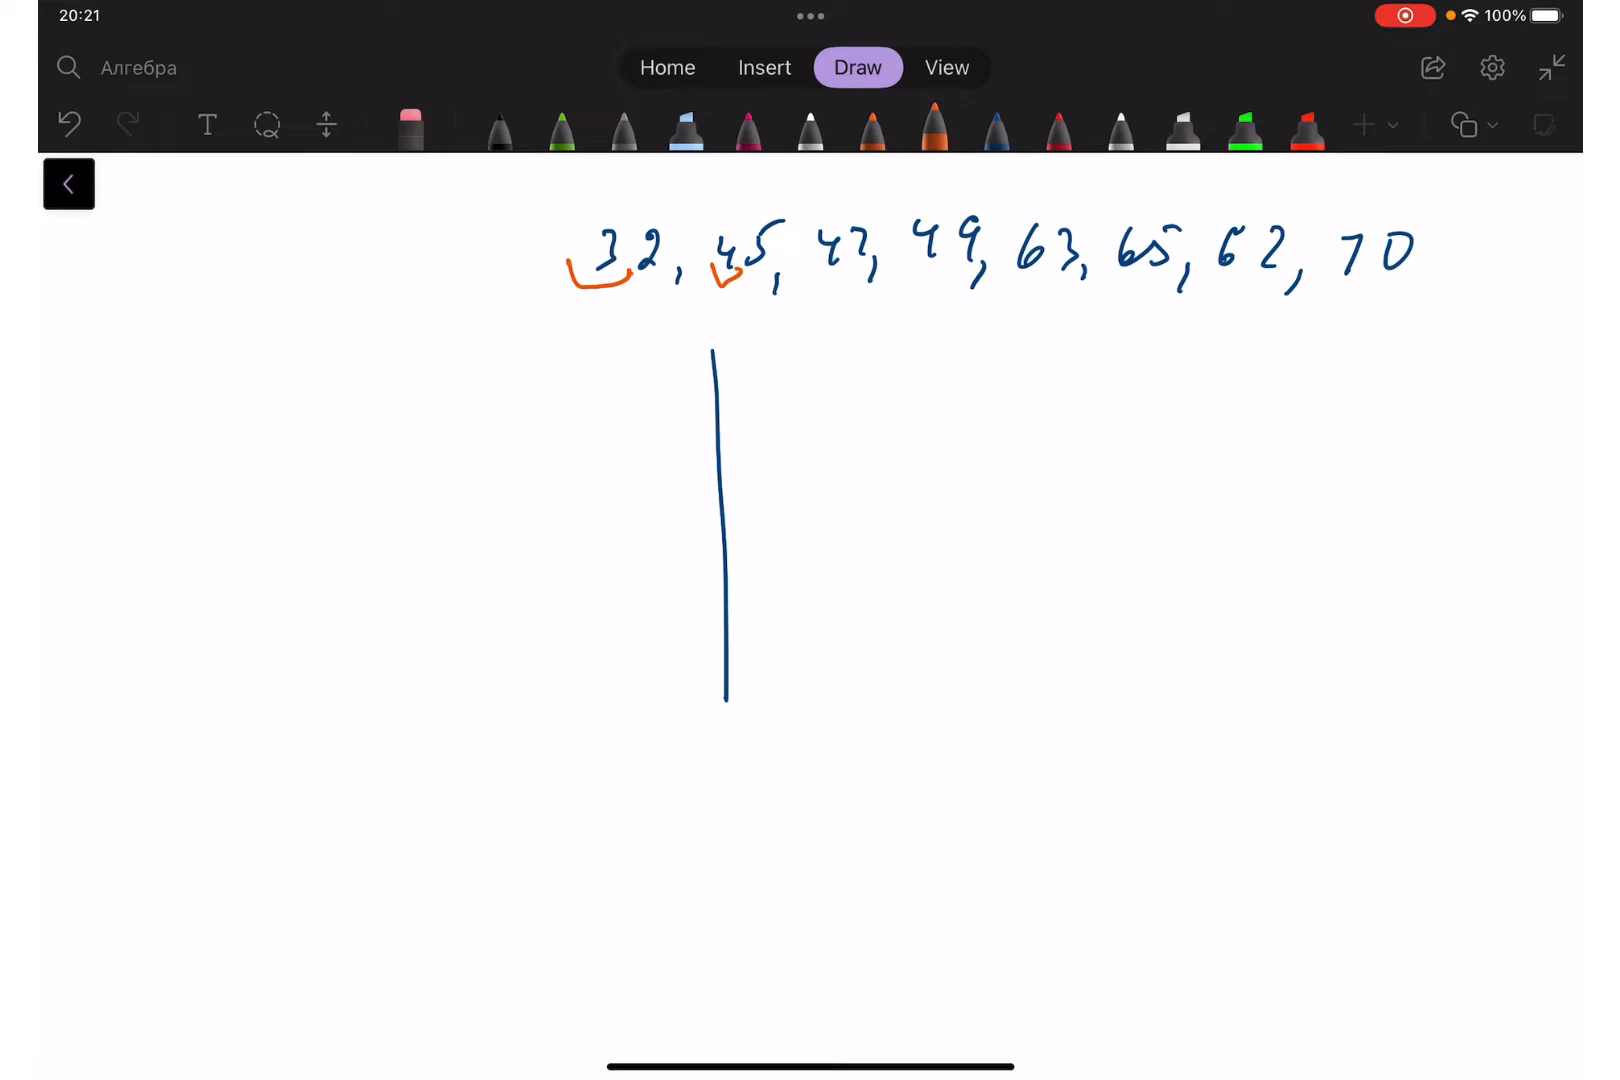 20:21
100%
Алгебра
Home Insert Draw View
T
32, 45, 47, 49, 63, 65, 62, 70